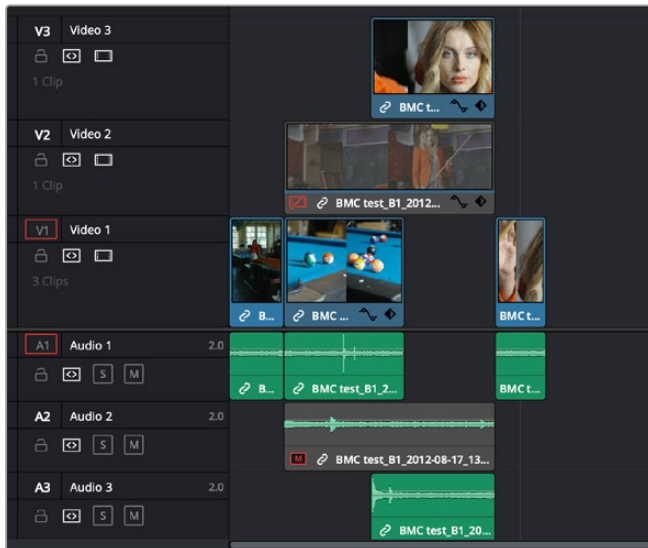 V3 Video 3
1 Clip
BMC t...
V2 Video 2
1 Clip
BMC test_B1_2012...
V1 Video 1
3 Clips
B...
BMC ...
BMC t...
A1 Audio 1 2.0
S M
B...
BMC test_B1_2...
BMC t...
A2 Audio 2 2.0
S M
M BMC test_B1_2012-08-17_13...
A3 Audio 3 2.0
S M
BMC test_B1_20...